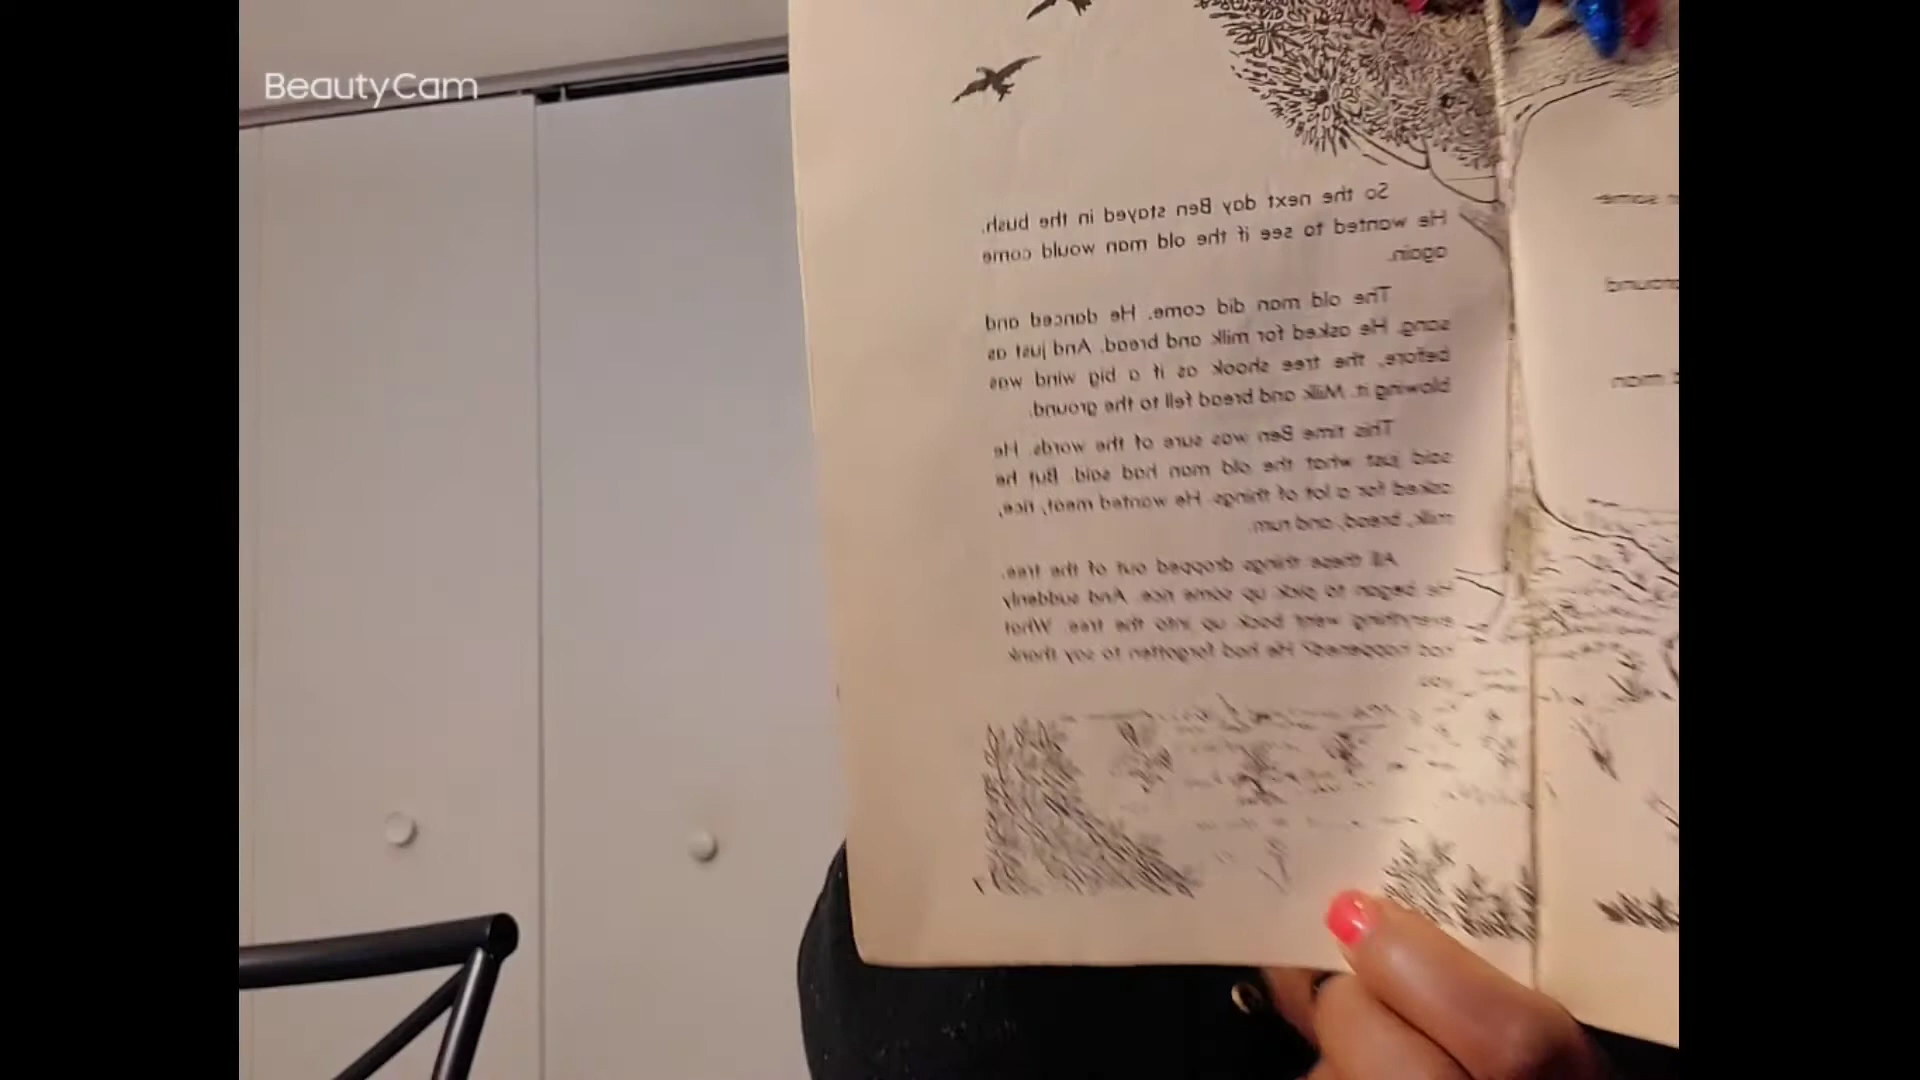 BeautyCam
So the next day Ben stayed in the bush.
He wanted to see if the old man would come
again.
The old man did come. He danced and
sang. He asked for milk and bread. And just as
before, the tree shook as if a big wind was
blowing it. Milk and bread fell to the ground.
This time Ben was sure of the words. He
said just what the old man had said. But he
asked for a lot of things. He wanted meat, rice,
milk, bread, and rum.
All these things dropped out of the tree.
He began to pick up some rice. And suddenly
everything went back up into the tree. What
had happened? He had forgotten to say thank
you.
same
ground
man